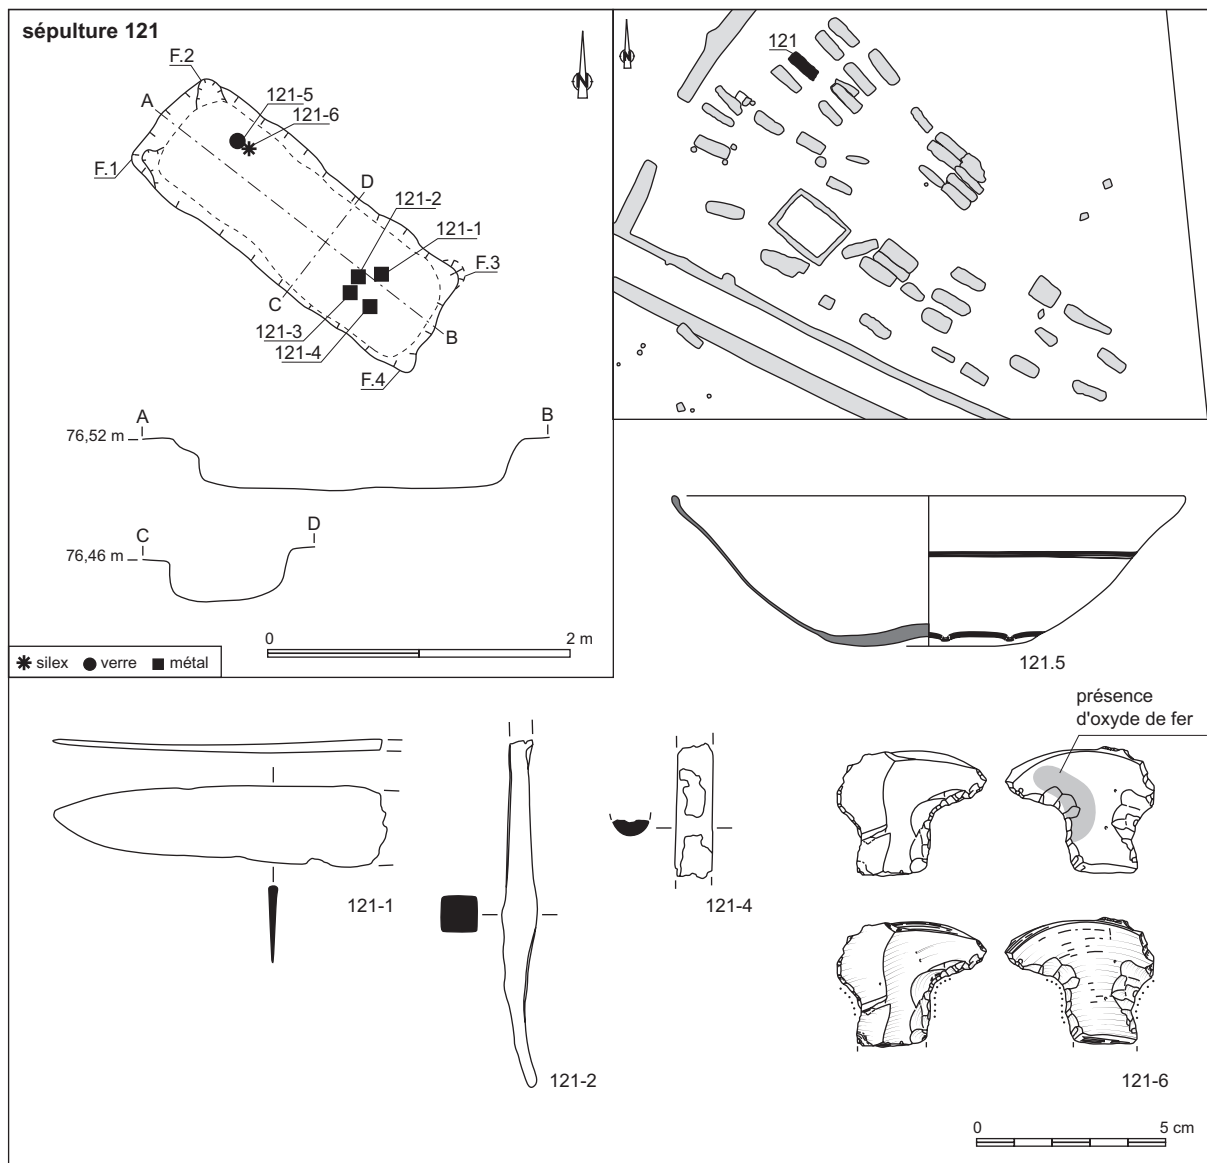 sépulture 121
F.2
N
A
121-5
121-6
F.1
D
121-2
121-1
F.3
C
121-3
B
121-4
F.4
A
B
76,52 m
C
D
76,46 m
0
2 m
silex
verre
métal
121
N
121.5
présence
d'oxyde de fer
121-1
121-4
121-2
121-6
0
5 cm